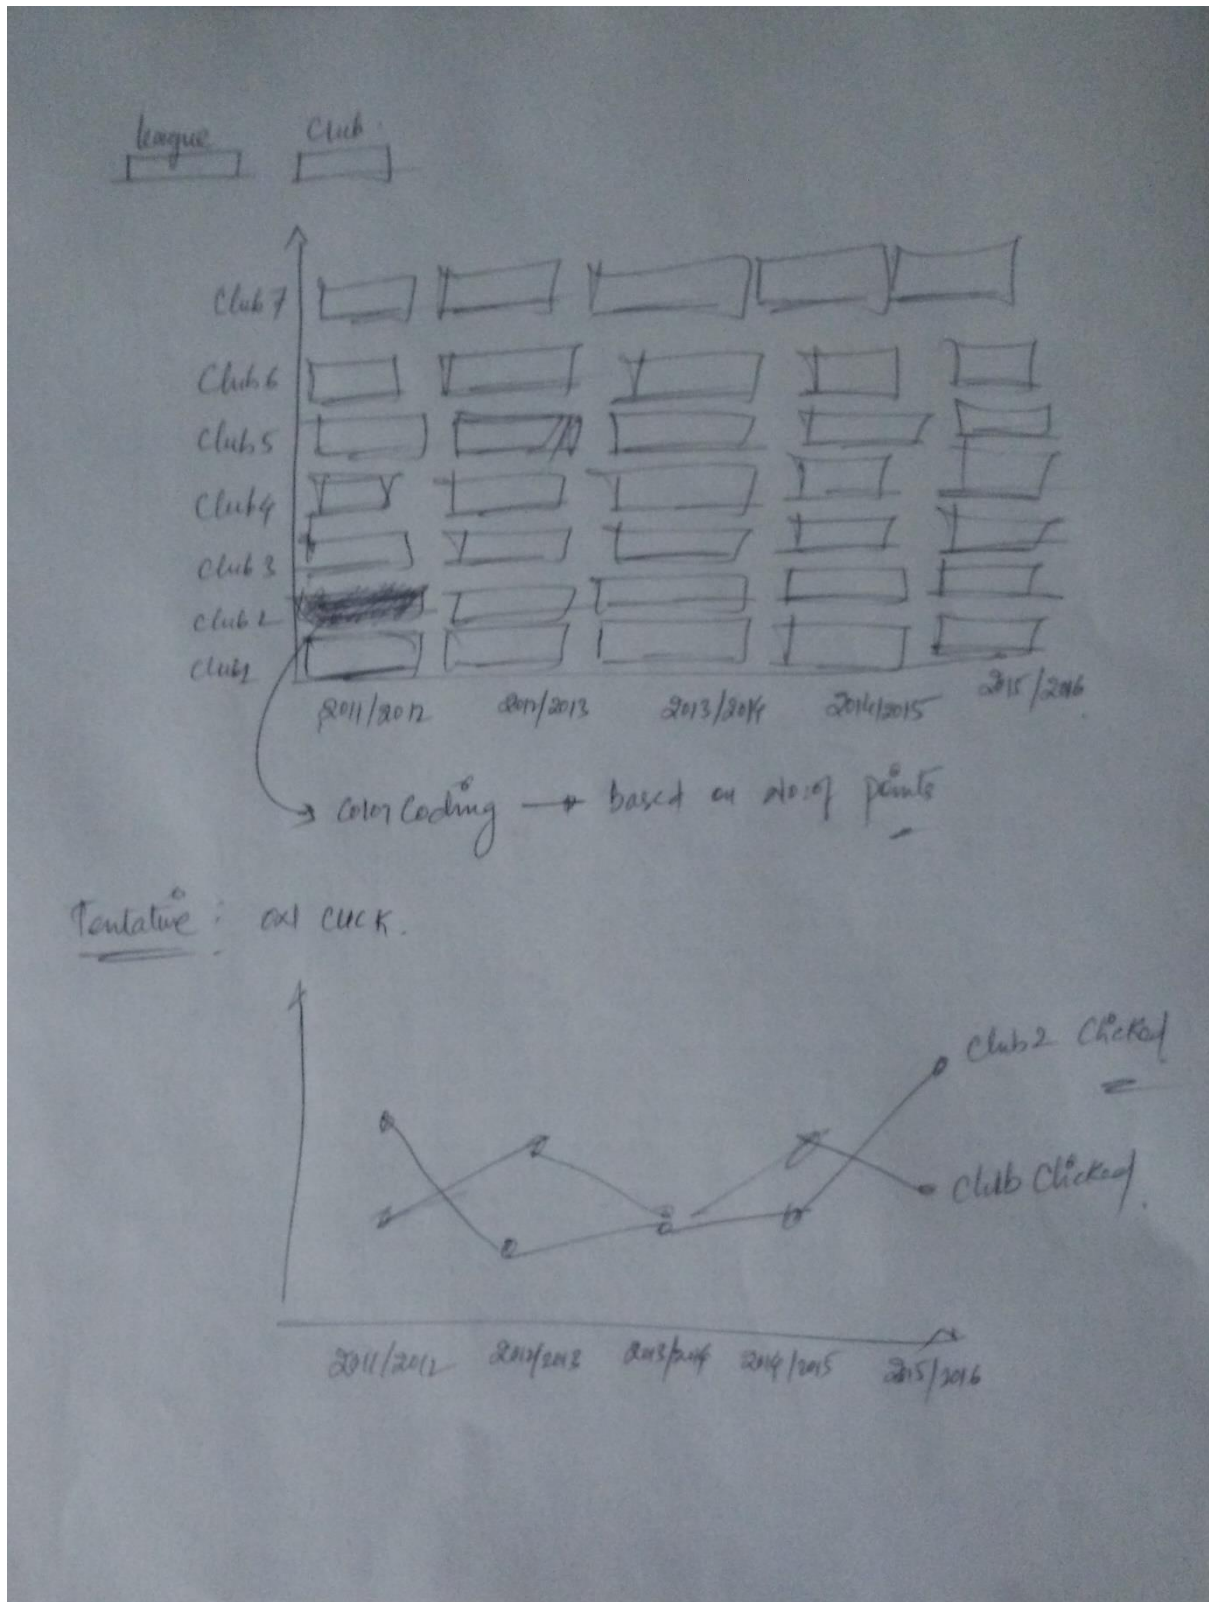 league Club
Club 7
Club 6
Club 5
Club 4
Club 3
Club 2
Club 1
2011/2012 2012/2013 2013/2014 2014/2015 2015/2016
Color Coding → based on no. of points
Tentative : on click.
Club 2 Clicked
Club Clicked
2011/2012 2012/2013 2013/2014 2014/2015 2015/2016